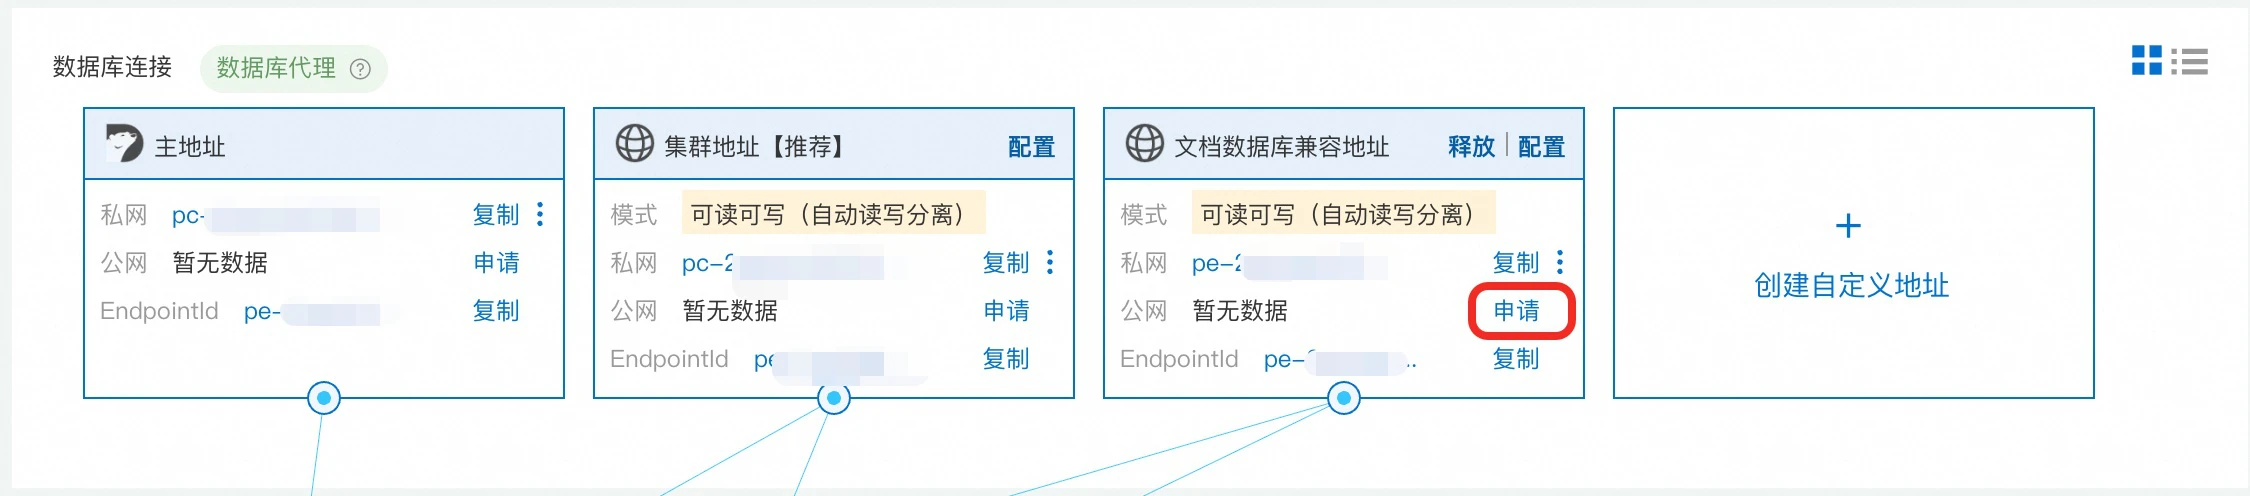 数据库连接
数据库代理
主地址
私网 pc- 复制
公网 暂无数据 申请
EndpointId pe- 复制
集群地址【推荐】 配置
模式 可读可写（自动读写分离）
私网 pc-2 复制
公网 暂无数据 申请
EndpointId pe 复制
文档数据库兼容地址 释放 | 配置
模式 可读可写（自动读写分离）
私网 pe-2 复制
公网 暂无数据 申请
EndpointId pe- .. 复制
+
创建自定义地址